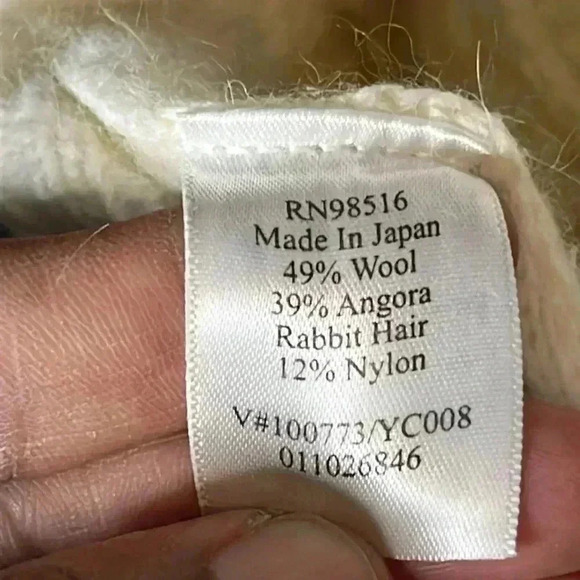 RN98516
Made In Japan
49% Wool
39% Angora
Rabbit Hair
12% Nylon
V#100773/YC008
011026846